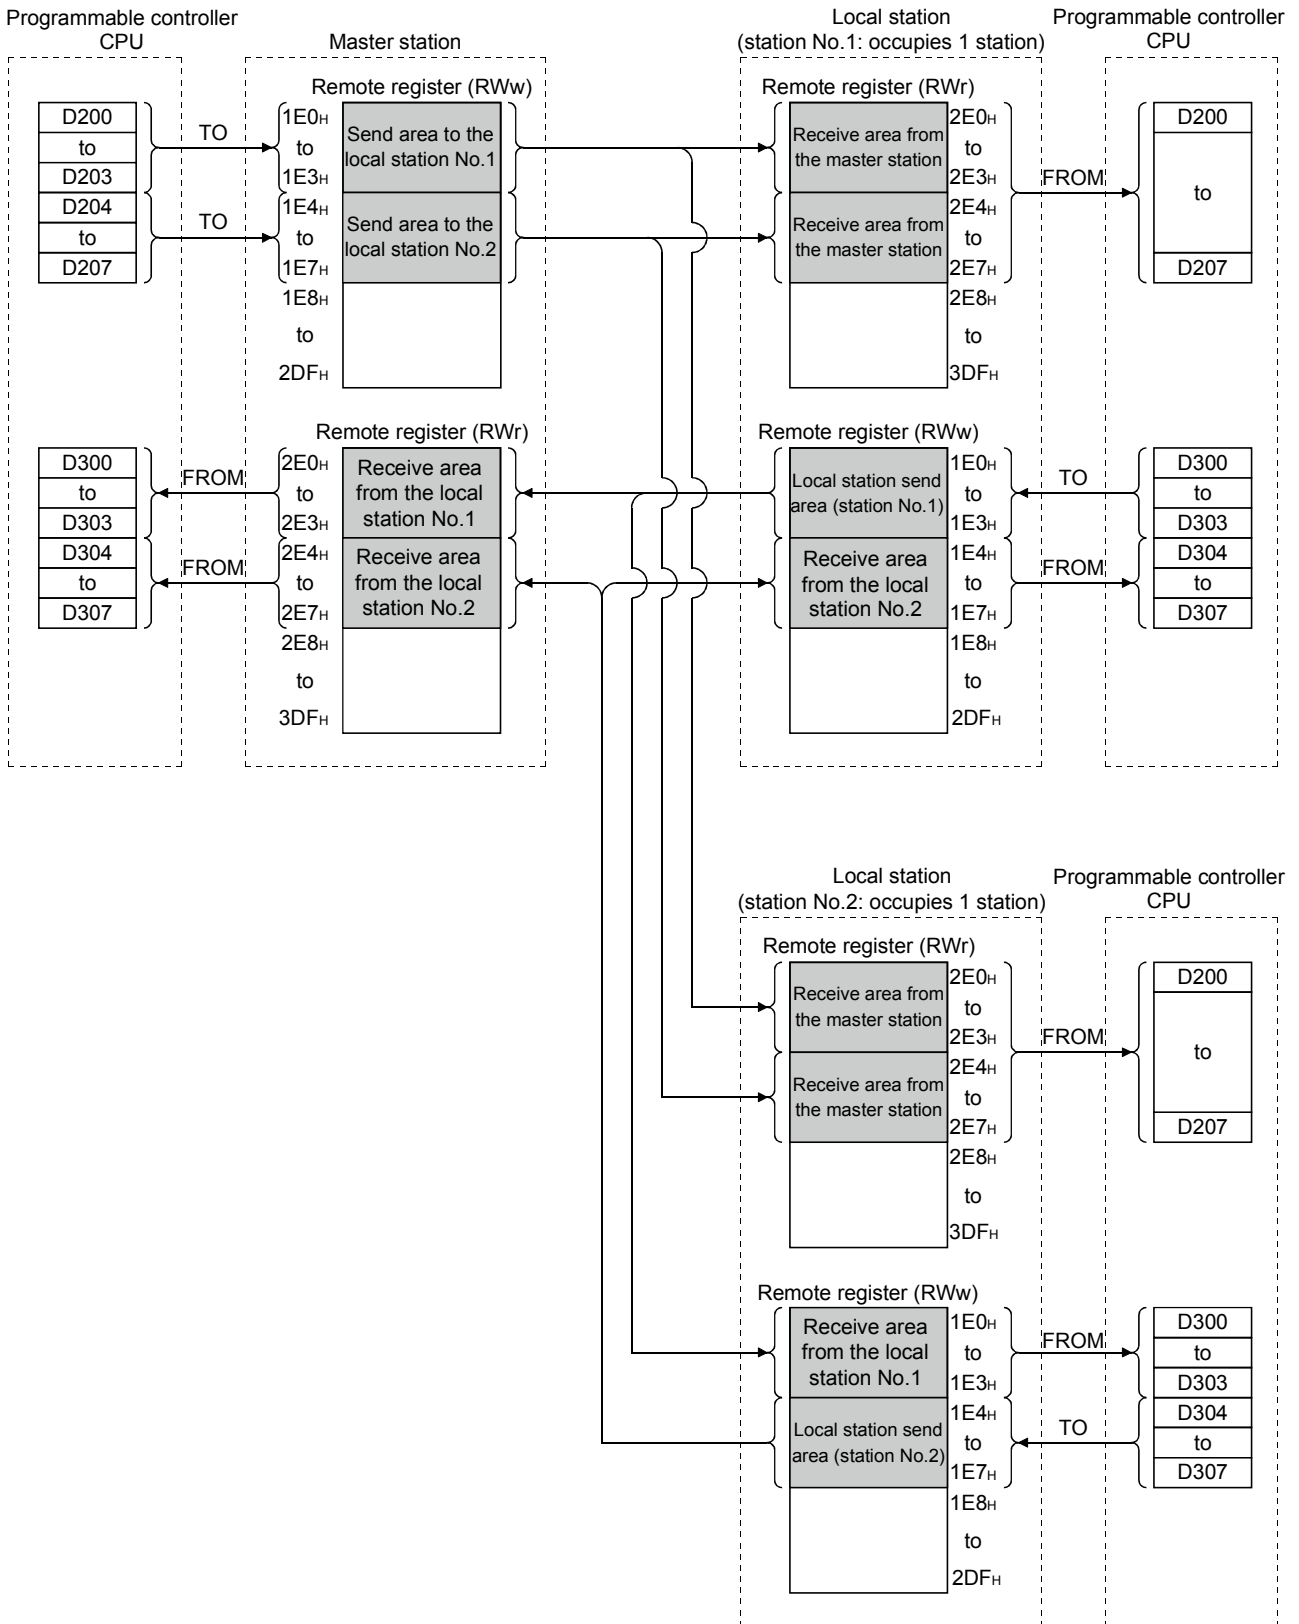 Programmable controller
CPU
Master station
Local station
(station No.1: occupies 1 station)
Programmable controller
CPU
D200
to
D203
D204
to
D207
TO
TO
Remote register (RWw)
1E0H
to
1E3H
1E4H
to
1E7H
1E8H
to
2DFH
Send area to the
local station No.1
Send area to the
local station No.2
Remote register (RWr)
Receive area from
the master station
Receive area from
the master station
2E0H
to
2E3H
2E4H
to
2E7H
2E8H
to
3DFH
FROM
D200
to
D207
D300
to
D303
D304
to
D307
FROM
FROM
Remote register (RWr)
2E0H
to
2E3H
2E4H
to
2E7H
2E8H
to
3DFH
Receive area
from the local
station No.1
Receive area
from the local
station No.2
Remote register (RWw)
Local station send
area (station No.1)
Receive area
from the local
station No.2
1E0H
to
1E3H
1E4H
to
1E7H
1E8H
to
2DFH
TO
FROM
D300
to
D303
D304
to
D307
Local station
(station No.2: occupies 1 station)
Programmable controller
CPU
Remote register (RWr)
Receive area from
the master station
Receive area from
the master station
2E0H
to
2E3H
2E4H
to
2E7H
2E8H
to
3DFH
FROM
D200
to
D207
Remote register (RWw)
Receive area
from the local
station No.1
Local station send
area (station No.2)
1E0H
to
1E3H
1E4H
to
1E7H
1E8H
to
2DFH
FROM
TO
D300
to
D303
D304
to
D307